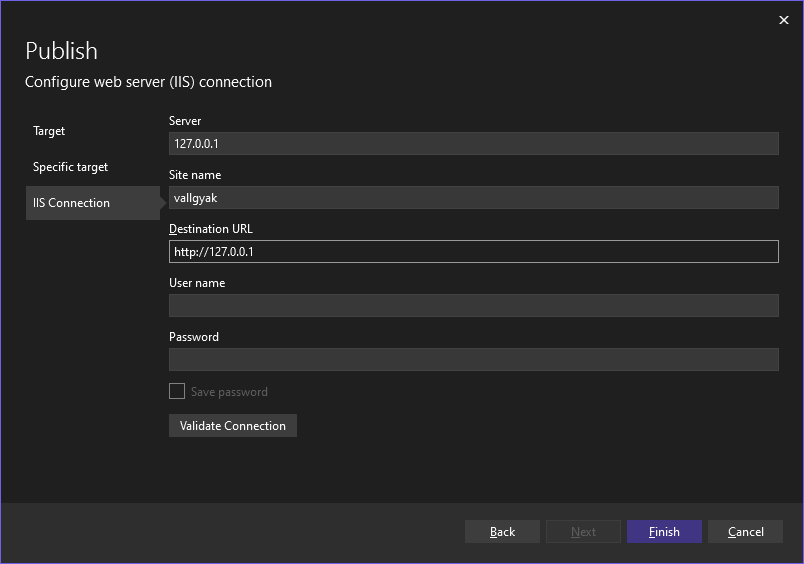 Publish
Configure web server (IIS) connection
Target
Specific target
IIS Connection
Server
127.0.0.1
Site name
vallgyak
Destination URL
http://127.0.0.1
User name
Password
Save password
Validate Connection
Back
Next
Finish
Cancel